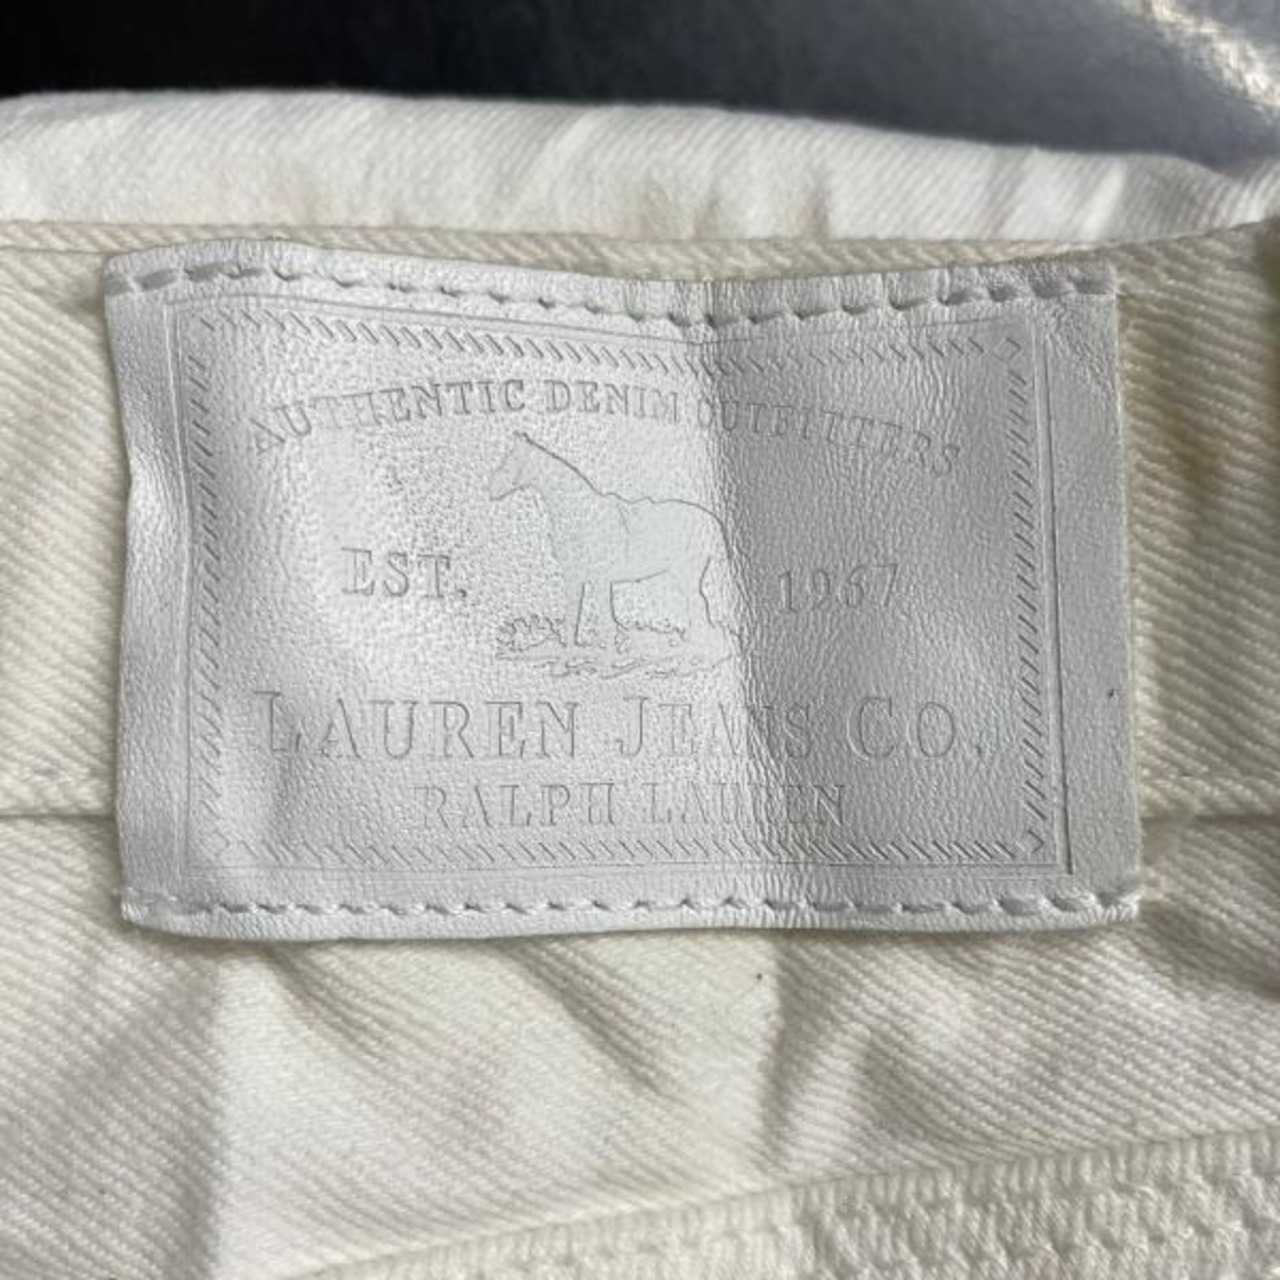 AUTHENTIC DENIM OUTFITTERS
EST. 1967
LAUREN JEANS CO.
RALPH LAUREN